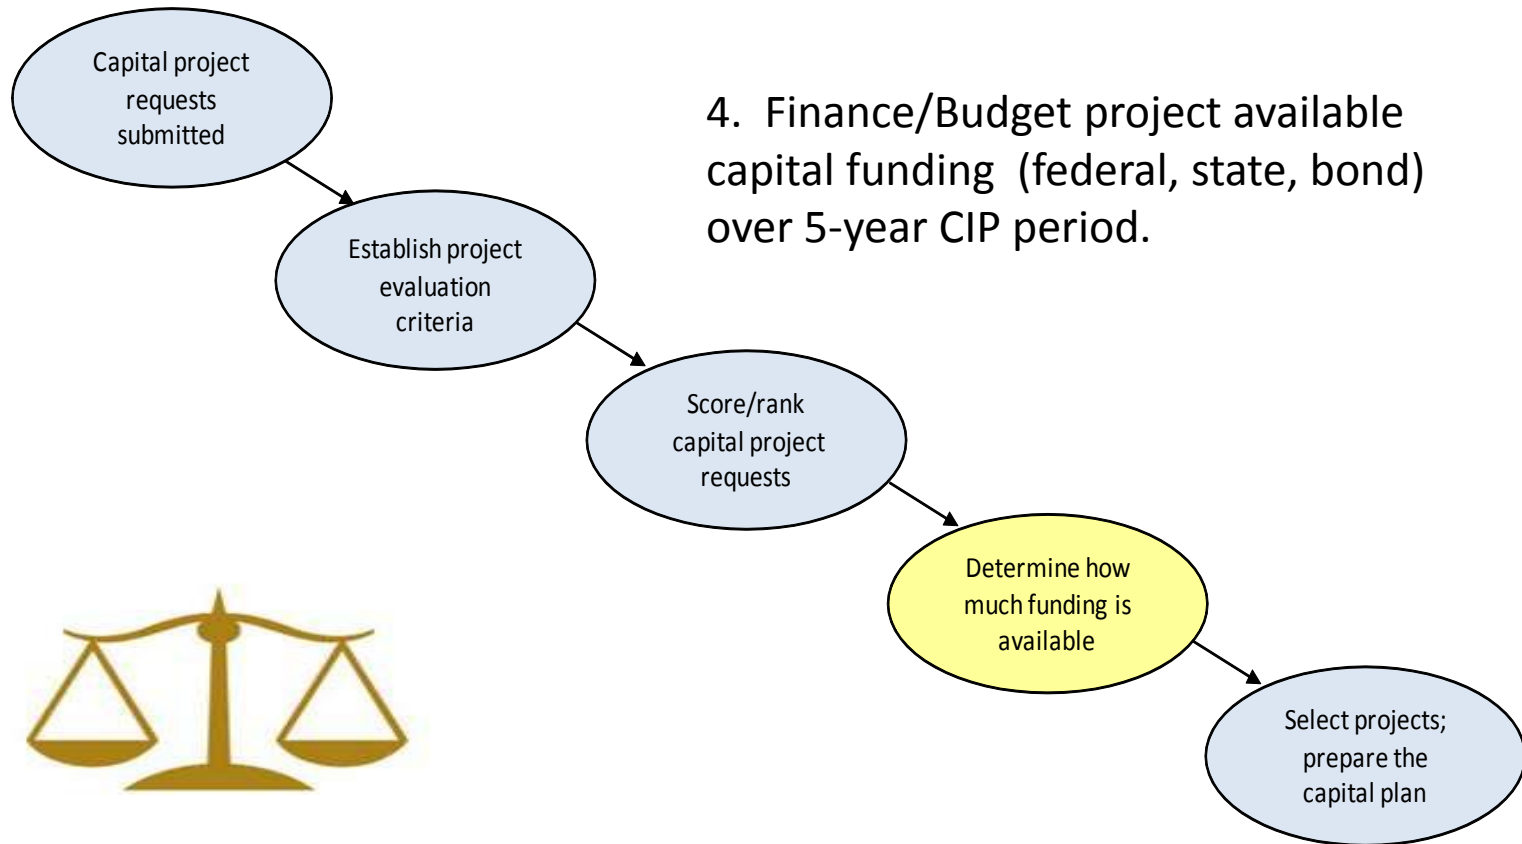 Capital project
requests
submitted
4.  Finance/Budget project available
capital funding  (federal, state, bond)
over 5-year CIP period.
Establish project
evaluation
criteria
Score/rank
capital project
requests
Determine how
much funding is
available
Select projects;
prepare the
capital plan